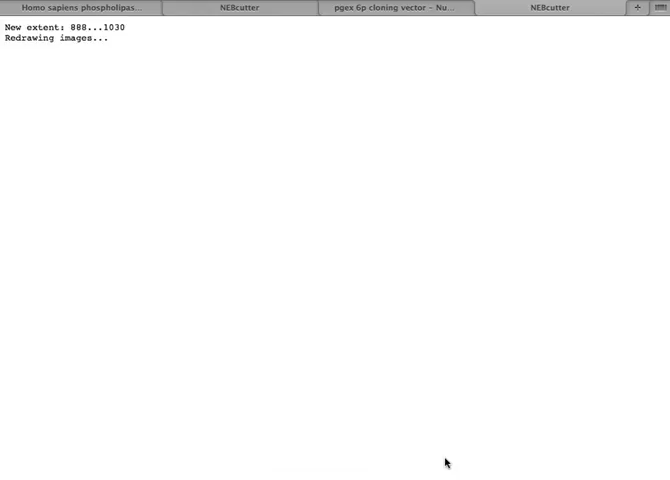 Homo sapiens phospholipas... NEBcutter pgex 6p cloning vector – Nu... NEBcutter +
New extent: 888...1030
Redrawing images...